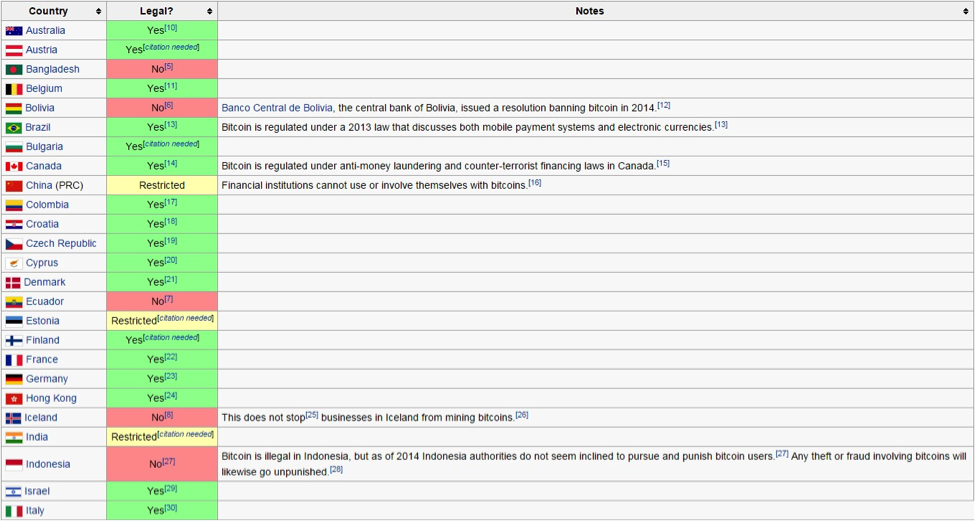 Country Legal? Notes
Australia Yes[10]
Austria Yes[citation needed]
Bangladesh No[5]
Belgium Yes[11]
Bolivia No[6] Banco Central de Bolivia, the central bank of Bolivia, issued a resolution banning bitcoin in 2014.[12]
Brazil Yes[13] Bitcoin is regulated under a 2013 law that discusses both mobile payment systems and electronic currencies.[13]
Bulgaria Yes[citation needed]
Canada Yes[14] Bitcoin is regulated under anti-money laundering and counter-terrorist financing laws in Canada.[15]
China (PRC) Restricted Financial institutions cannot use or involve themselves with bitcoins.[16]
Colombia Yes[17]
Croatia Yes[18]
Czech Republic Yes[19]
Cyprus Yes[20]
Denmark Yes[21]
Ecuador No[7]
Estonia Restricted[citation needed]
Finland Yes[citation needed]
France Yes[22]
Germany Yes[23]
Hong Kong Yes[24]
Iceland No[8] This does not stop[25] businesses in Iceland from mining bitcoins.[26]
India Restricted[citation needed]
Indonesia No[27] Bitcoin is illegal in Indonesia, but as of 2014 Indonesia authorities do not seem inclined to pursue and punish bitcoin users.[27] Any theft or fraud involving bitcoins will
likewise go unpunished.[28]
Israel Yes[29]
Italy Yes[30]